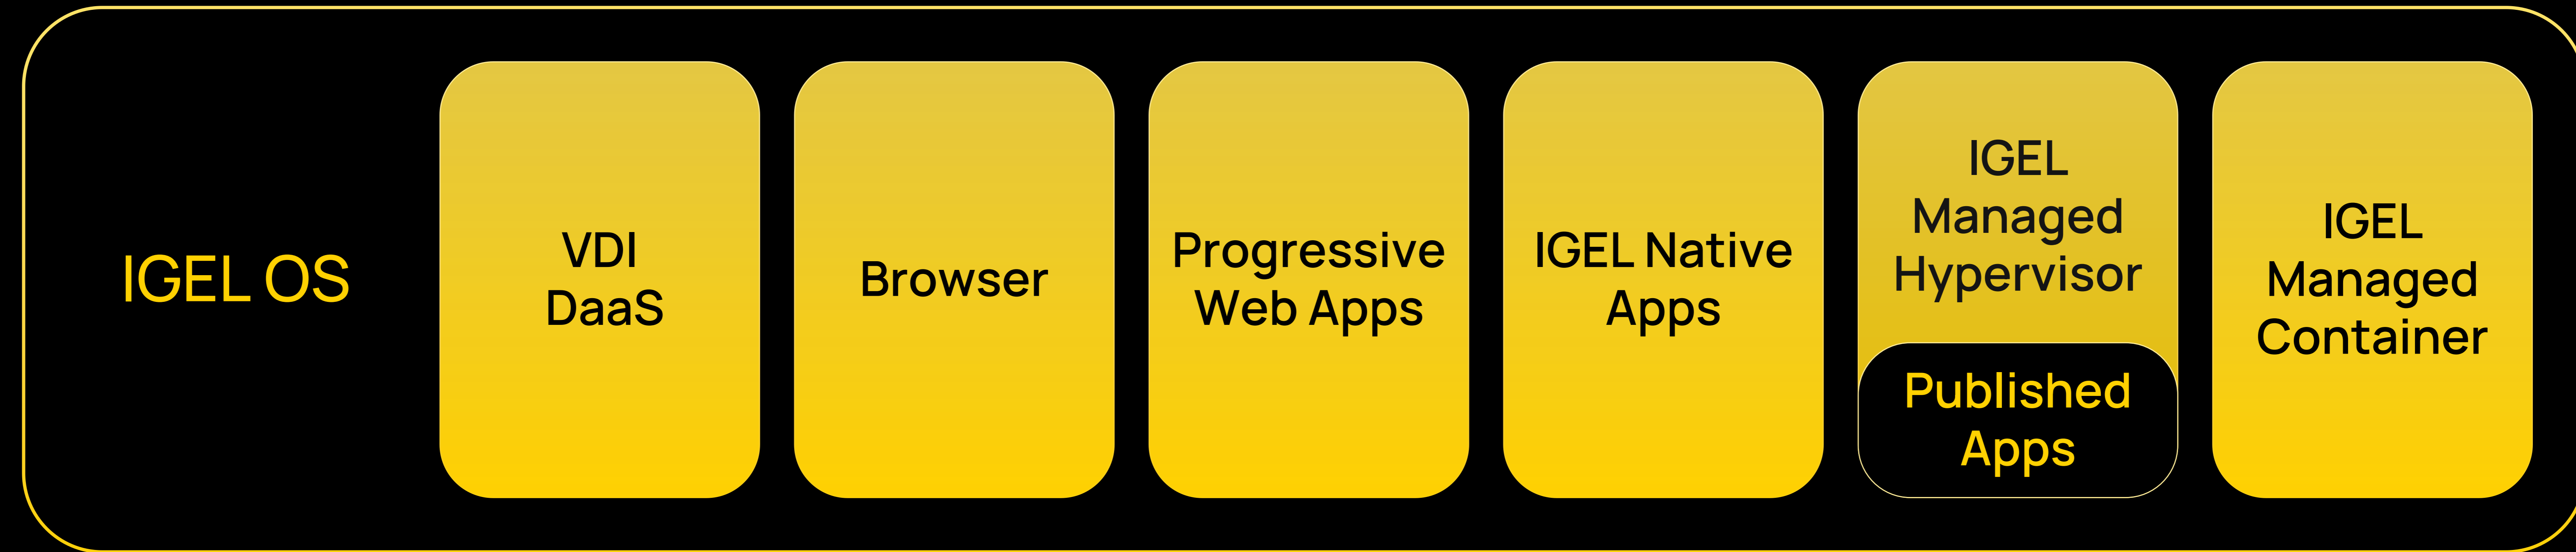 IGEL OS
VDI
DaaS
Browser
Progressive
Web Apps
IGEL Native
Apps
IGEL
Managed
Hypervisor
Published
Apps
IGEL
Managed
Container